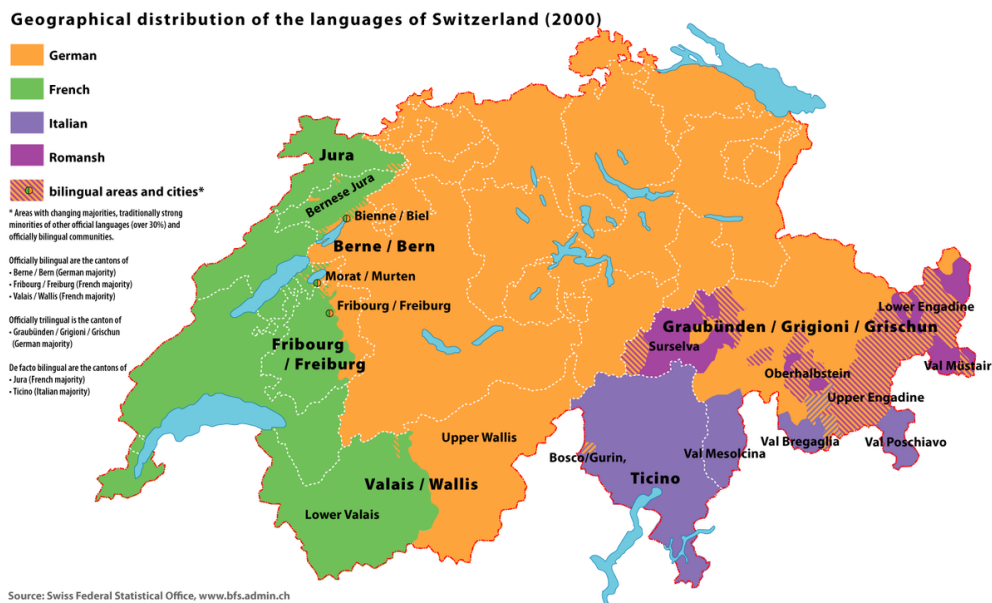 Geographical distribution of the languages of Switzerland (2000)
German
French
Italian
Romansh
bilingual areas and cities*
* Areas with changing majorities, traditionally strong
minorities of other official languages (over 30%) and
officially bilingual communities.
Officially bilingual are the cantons of
• Berne / Bern (German majority)
• Fribourg / Freiburg (French majority)
• Valais / Wallis (French majority)
Officially trilingual is the canton of
• Graubünden / Grigioni / Grischun
(German majority)
De facto bilingual are the cantons of
• Jura (French majority)
• Ticino (Italian majority)
Jura
Bernese Jura
Bienne / Biel
Berne / Bern
Morat / Murten
Fribourg / Freiburg
Fribourg
/ Freiburg
Lower Engadine
Graubünden / Grigioni / Grischun
Surselva
Val Müstair
Oberhalbstein
Upper Engadine
Upper Wallis
Val Bregaglia
Val Poschiavo
Bosco/Gurin,
Val Mesolcina
Ticino
Valais / Wallis
Lower Valais
Source: Swiss Federal Statistical Office, www.bfs.admin.ch